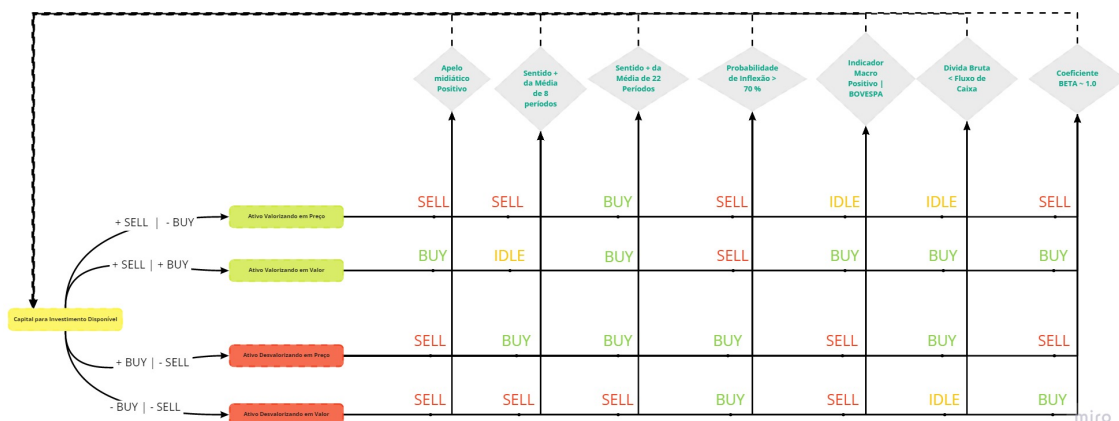 Apelo
midiático
Positivo
Sentido +
da Média
de 8
períodos
Sentido + da
Média de 22
Períodos
Probabilidade
de Inflexão >
70 %
Indicador
Macro
Positivo |
BOVESPA
Divida Bruta
< Fluxo de
Caixa
Coeficiente
BETA ~ 1.0
+ SELL | - BUY
Ativo Valorizando em Preço
SELL
SELL
BUY
SELL
IDLE
IDLE
SELL
+ SELL | + BUY
Ativo Valorizando em Valor
BUY
IDLE
BUY
SELL
BUY
BUY
BUY
Capital para Investimento Disponível
+ BUY | - SELL
Ativo Desvalorizando em Preço
SELL
BUY
BUY
BUY
SELL
BUY
SELL
- BUY | - SELL
Ativo Desvalorizando em Valor
SELL
SELL
SELL
BUY
SELL
IDLE
BUY
miro